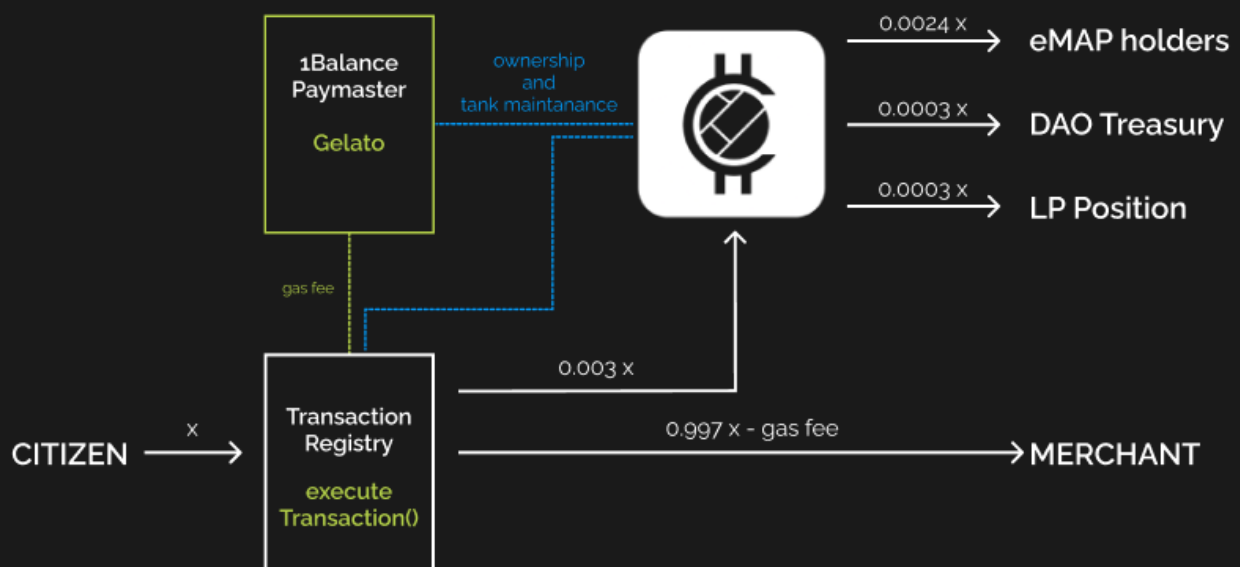 1Balance
Paymaster
Gelato
ownership
and
tank maintanance
0.0024 x
eMAP holders
0.0003 x
DAO Treasury
0.0003 x
LP Position
gas fee
0.003 x
Transaction
Registry
execute
Transaction()
CITIZEN
x
0.997 x - gas fee
MERCHANT